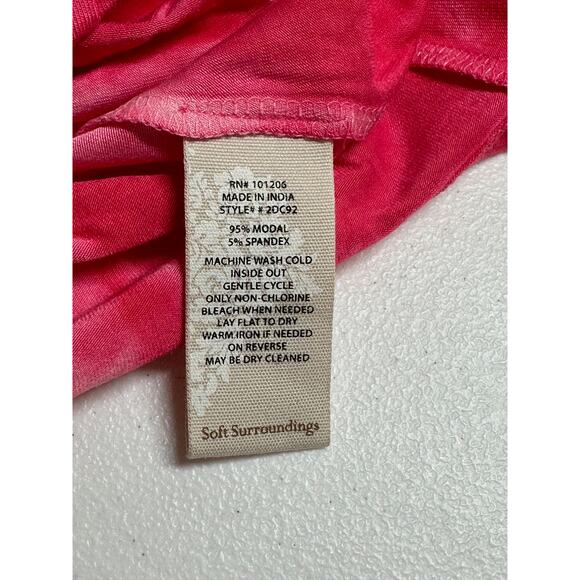 RN# 101206
MADE IN INDIA
STYLE# # 2DC92
95% MODAL
5% SPANDEX
MACHINE WASH COLD
INSIDE OUT
GENTLE CYCLE
ONLY NON-CHLORINE
BLEACH WHEN NEEDED
LAY FLAT TO DRY
WARM IRON IF NEEDED
ON REVERSE
MAY BE DRY CLEANED
Soft Surroundings